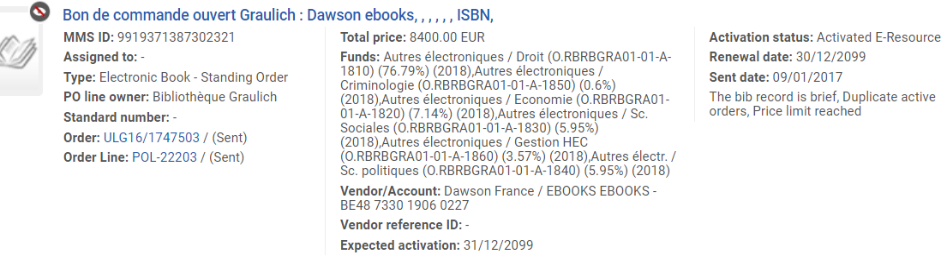 Bon de commande ouvert Graulich : Dawson ebooks, , , , , , ISBN,
MMS ID: 9919371387302321
Assigned to: -
Type: Electronic Book - Standing Order
PO line owner: Bibliothèque Graulich
Standard number: -
Order: ULG16/1747503 / (Sent)
Order Line: POL-22203 / (Sent)
Total price: 8400.00 EUR
Funds: Autres électroniques / Droit (O.RBRBGRA01-01-A-
1810) (76.79%) (2018),Autres électroniques /
Criminologie (O.RBRBGRA01-01-A-1850) (0.6%)
(2018),Autres électroniques / Economie (O.RBRBGRA01-
01-A-1820) (7.14%) (2018),Autres électroniques / Sc.
Sociales (O.RBRBGRA01-01-A-1830) (5.95%)
(2018),Autres électroniques / Gestion HEC
(O.RBRBGRA01-01-A-1860) (3.57%) (2018),Autres électr. /
Sc. politiques (O.RBRBGRA01-01-A-1840) (5.95%) (2018)
Vendor/Account: Dawson France / EBOOKS EBOOKS -
BE48 7330 1906 0227
Vendor reference ID: -
Expected activation: 31/12/2099
Activation status: Activated E-Resource
Renewal date: 30/12/2099
Sent date: 09/01/2017
The bib record is brief, Duplicate active
orders, Price limit reached